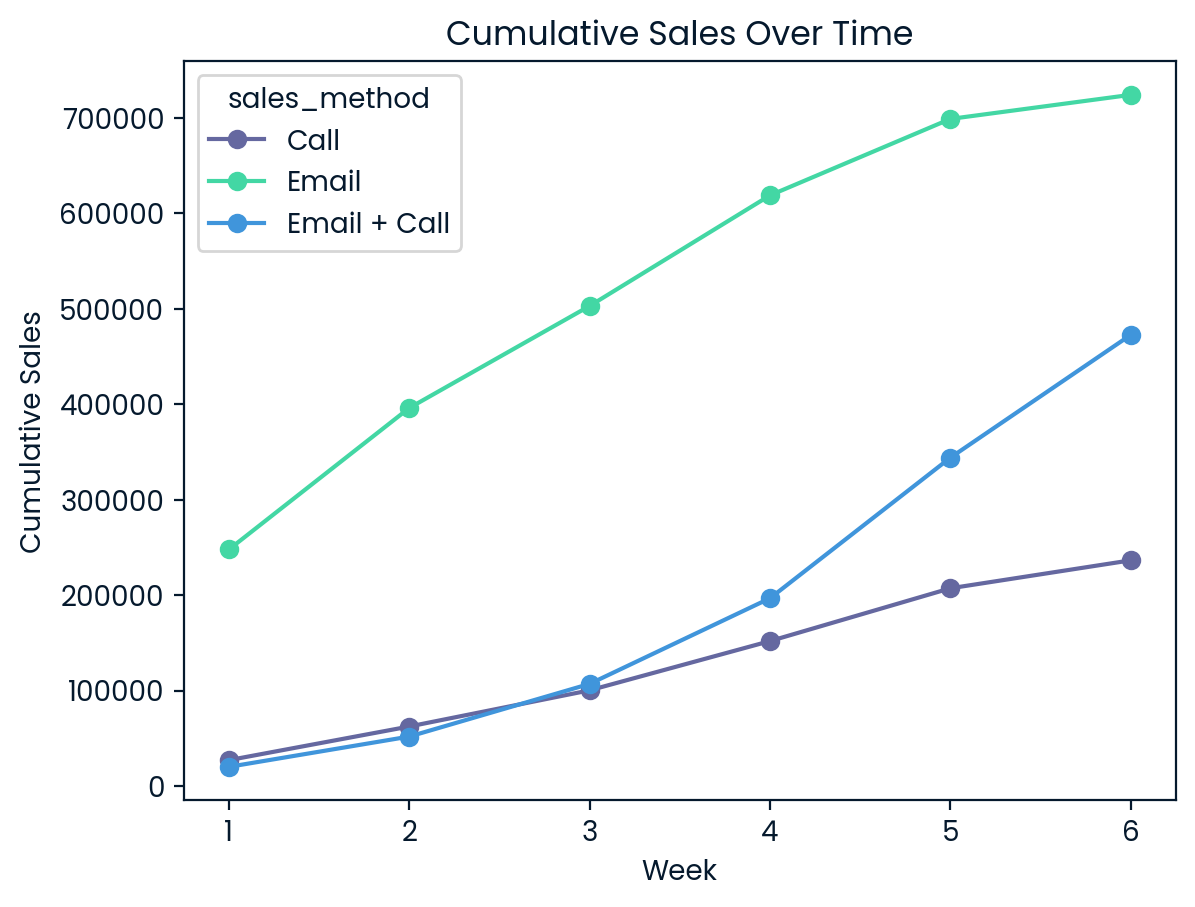 Cumulative Sales Over Time
sales_method
Call
Email
Email + Call
Cumulative Sales
700000
600000
500000
400000
300000
200000
100000
0
1 2 3 4 5 6
Week